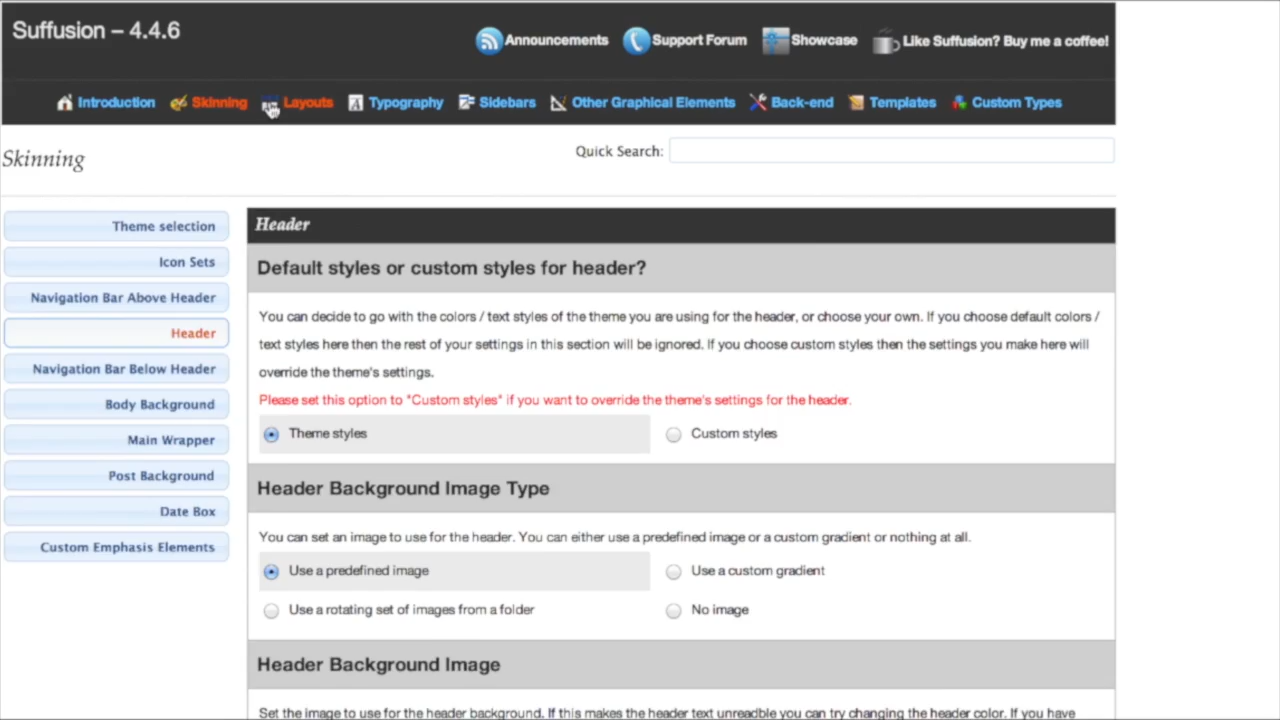 Suffusion – 4.4.6
Announcements Support Forum Showcase Like Suffusion? Buy me a coffee!
Introduction Skinning Layouts Typography Sidebars Other Graphical Elements Back-end Templates Custom Types
Skinning
Quick Search:
Theme selection
Icon Sets
Navigation Bar Above Header
Header
Navigation Bar Below Header
Body Background
Main Wrapper
Post Background
Date Box
Custom Emphasis Elements
Header
Default styles or custom styles for header?
You can decide to go with the colors / text styles of the theme you are using for the header, or choose your own. If you choose default colors /
text styles here then the rest of your settings in this section will be ignored. If you choose custom styles then the settings you make here will
override the theme's settings.
Please set this option to "Custom styles" if you want to override the theme's settings for the header.
Theme styles Custom styles
Header Background Image Type
You can set an image to use for the header. You can either use a predefined image or a custom gradient or nothing at all.
Use a predefined image Use a custom gradient
Use a rotating set of images from a folder No image
Header Background Image
Set the image to use for the header background. If this makes the header text unreadble you can try changing the header color. If you have